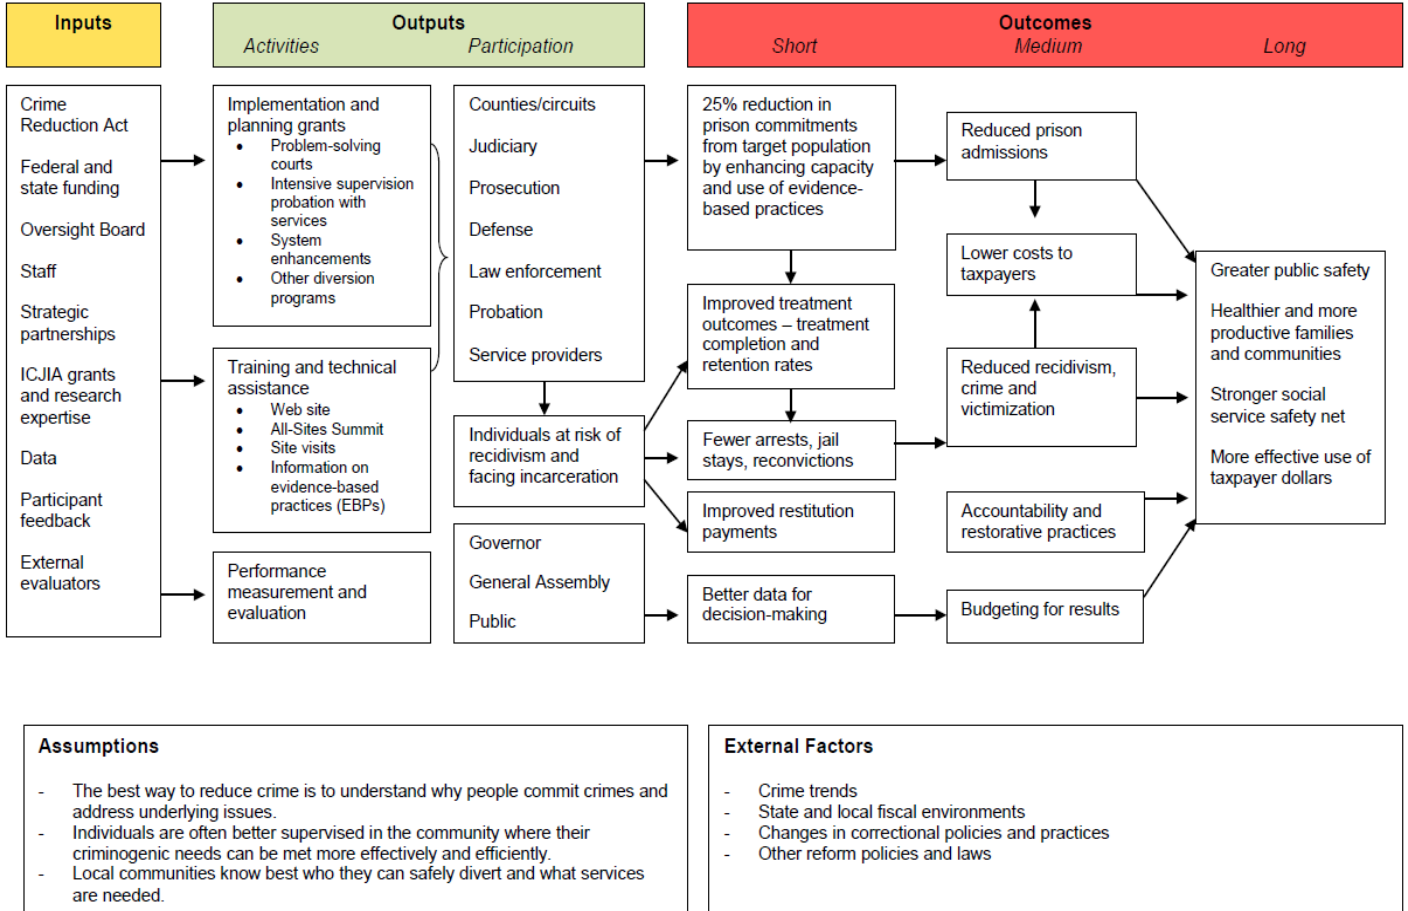 Inputs
Outputs
Activities
Participation
Outcomes
Short
Medium
Long
Crime
Reduction Act
Federal and
state funding
Oversight Board
Staff
Strategic
partnerships
ICJIA grants
and research
expertise
Data
Participant
feedback
External
evaluators
Implementation and
planning grants
• Problem-solving
courts
• Intensive supervision
probation with
services
• System
enhancements
• Other diversion
programs
Training and technical
assistance
• Web site
• All-Sites Summit
• Site visits
• Information on
evidence-based
practices (EBPs)
Performance
measurement and
evaluation
Counties/circuits
Judiciary
Prosecution
Defense
Law enforcement
Probation
Service providers
Individuals at risk of
recidivism and
facing incarceration
Governor
General Assembly
Public
25% reduction in
prison commitments
from target population
by enhancing capacity
and use of evidence-
based practices
Improved treatment
outcomes – treatment
completion and
retention rates
Fewer arrests, jail
stays, reconvictions
Improved restitution
payments
Better data for
decision-making
Reduced prison
admissions
Lower costs to
taxpayers
Reduced recidivism,
crime and
victimization
Accountability and
restorative practices
Budgeting for results
Greater public safety
Healthier and more
productive families
and communities
Stronger social
service safety net
More effective use of
taxpayer dollars
Assumptions
- The best way to reduce crime is to understand why people commit crimes and
address underlying issues.
- Individuals are often better supervised in the community where their
criminogenic needs can be met more effectively and efficiently.
- Local communities know best who they can safely divert and what services
are needed.
External Factors
- Crime trends
- State and local fiscal environments
- Changes in correctional policies and practices
- Other reform policies and laws